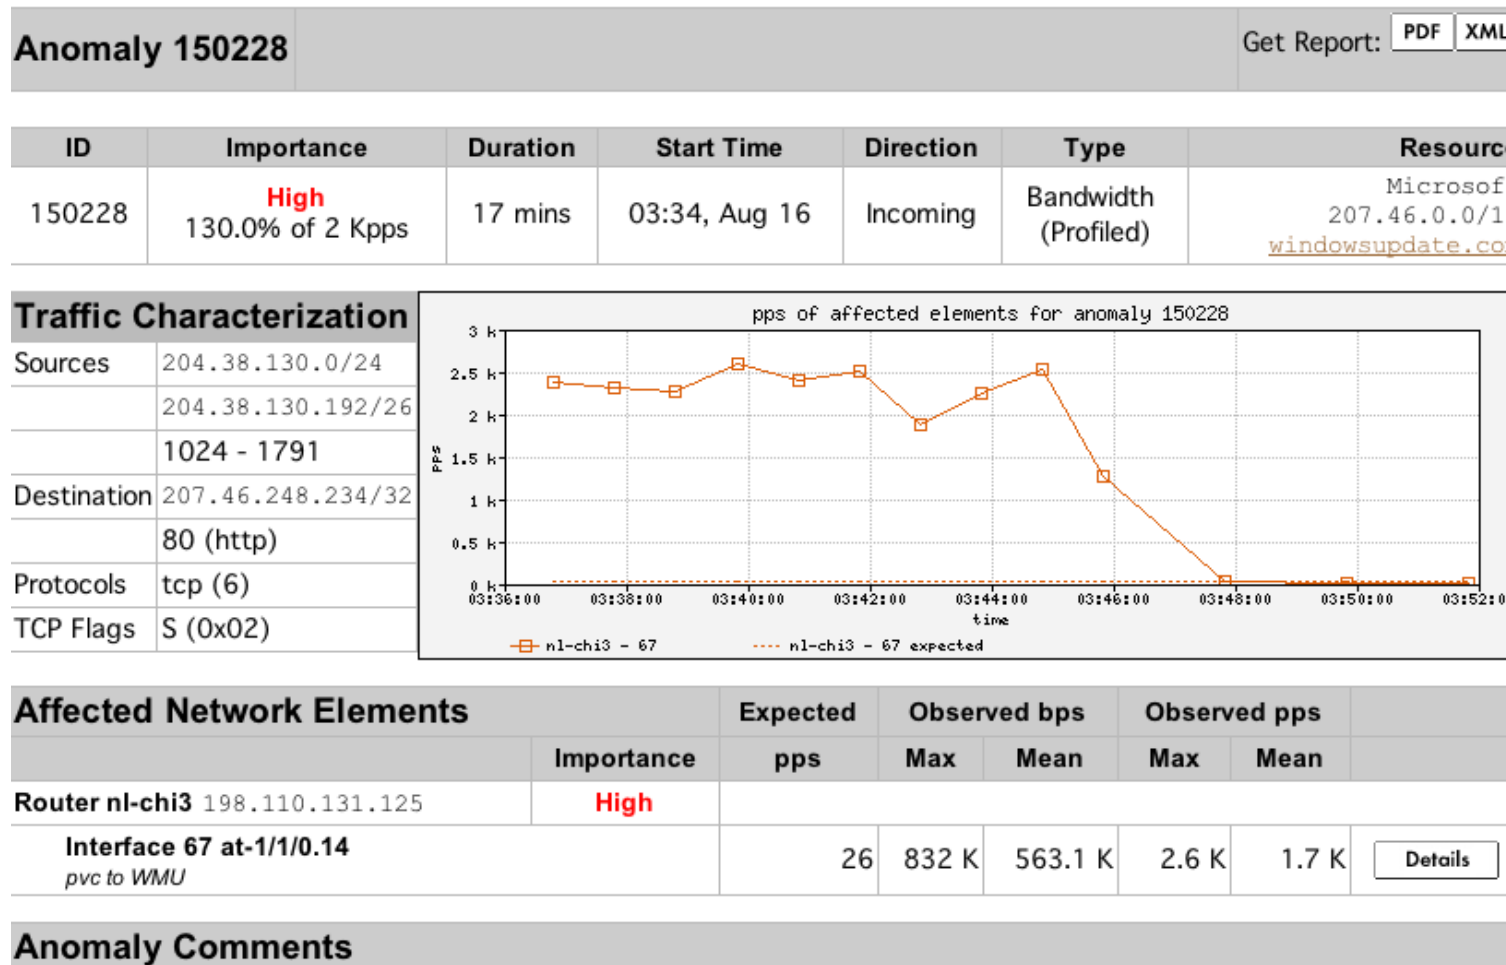 Anomaly 150228
Get Report: PDF XML
ID Importance Duration Start Time Direction Type Resourc
150228 High 130.0% of 2 Kpps 17 mins 03:34, Aug 16 Incoming Bandwidth (Profiled) Microsof 207.46.0.0/1 windowsupdate.co
Traffic Characterization
Sources 204.38.130.0/24
204.38.130.192/26
1024 - 1791
Destination 207.46.248.234/32
80 (http)
Protocols tcp (6)
TCP Flags S (0x02)
pps of affected elements for anomaly 150228
3 k
2.5 k
2 k
1.5 k
1 k
0.5 k
0 k
pps
03:36:00 03:38:00 03:40:00 03:42:00 03:44:00 03:46:00 03:48:00 03:50:00 03:52:0
time
nl-chi3 - 67 nl-chi3 - 67 expected
Affected Network Elements Expected Observed bps Observed pps
Importance pps Max Mean Max Mean
Router nl-chi3 198.110.131.125 High
Interface 67 at-1/1/0.14
pvc to WMU
26 832 K 563.1 K 2.6 K 1.7 K Details
Anomaly Comments